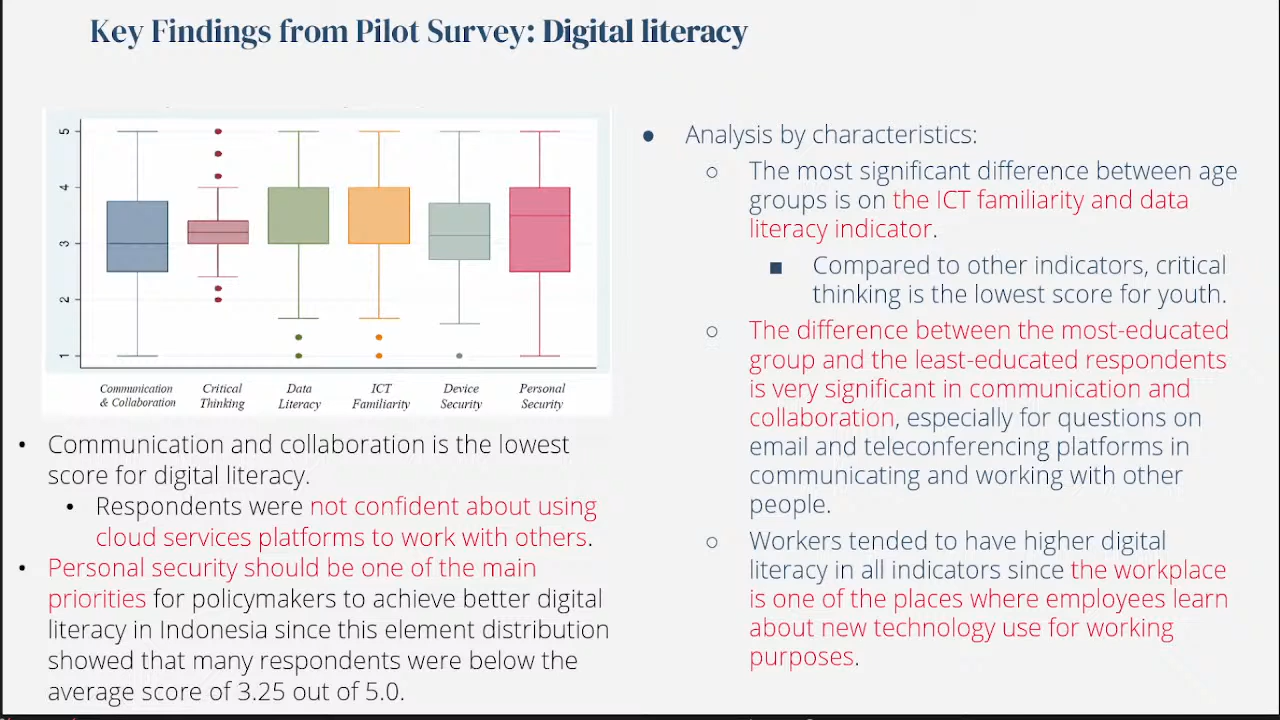 Key Findings from Pilot Survey: Digital literacy
5
4
3
2
1
Communication
& Collaboration
Critical
Thinking
Data
Literacy
ICT
Familiarity
Device
Security
Personal
Security
• Communication and collaboration is the lowest
score for digital literacy.
• Respondents were not confident about using
cloud services platforms to work with others.
• Personal security should be one of the main
priorities for policymakers to achieve better digital
literacy in Indonesia since this element distribution
showed that many respondents were below the
average score of 3.25 out of 5.0.
● Analysis by characteristics:
○ The most significant difference between age
groups is on the ICT familiarity and data
literacy indicator.
■ Compared to other indicators, critical
thinking is the lowest score for youth.
○ The difference between the most-educated
group and the least-educated respondents
is very significant in communication and
collaboration, especially for questions on
email and teleconferencing platforms in
communicating and working with other
people.
○ Workers tended to have higher digital
literacy in all indicators since the workplace
is one of the places where employees learn
about new technology use for working
purposes.